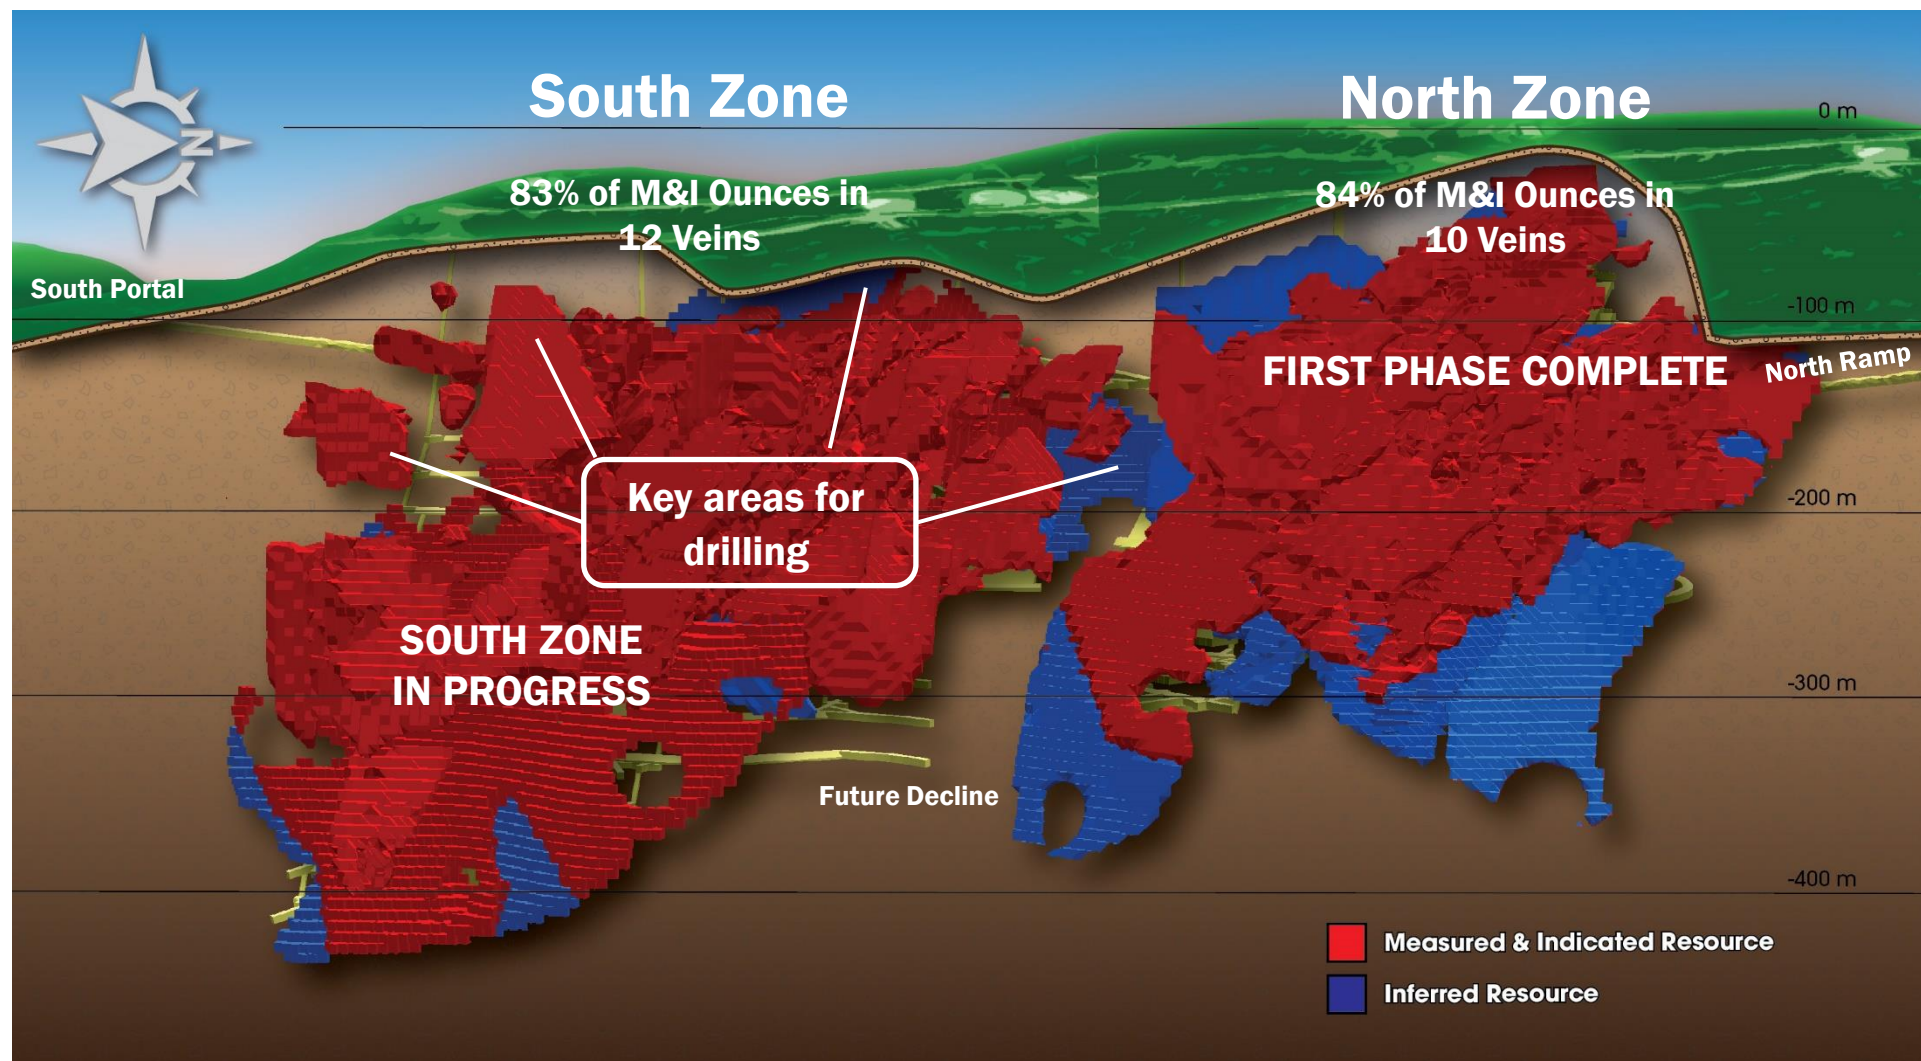 South Zone
North Zone
N
0 m
83% of M&I Ounces in
12 Veins
84% of M&I Ounces in
10 Veins
South Portal
-100 m
FIRST PHASE COMPLETE
North Ramp
Key areas for
drilling
-200 m
SOUTH ZONE
IN PROGRESS
-300 m
Future Decline
-400 m
Measured & Indicated Resource
Inferred Resource